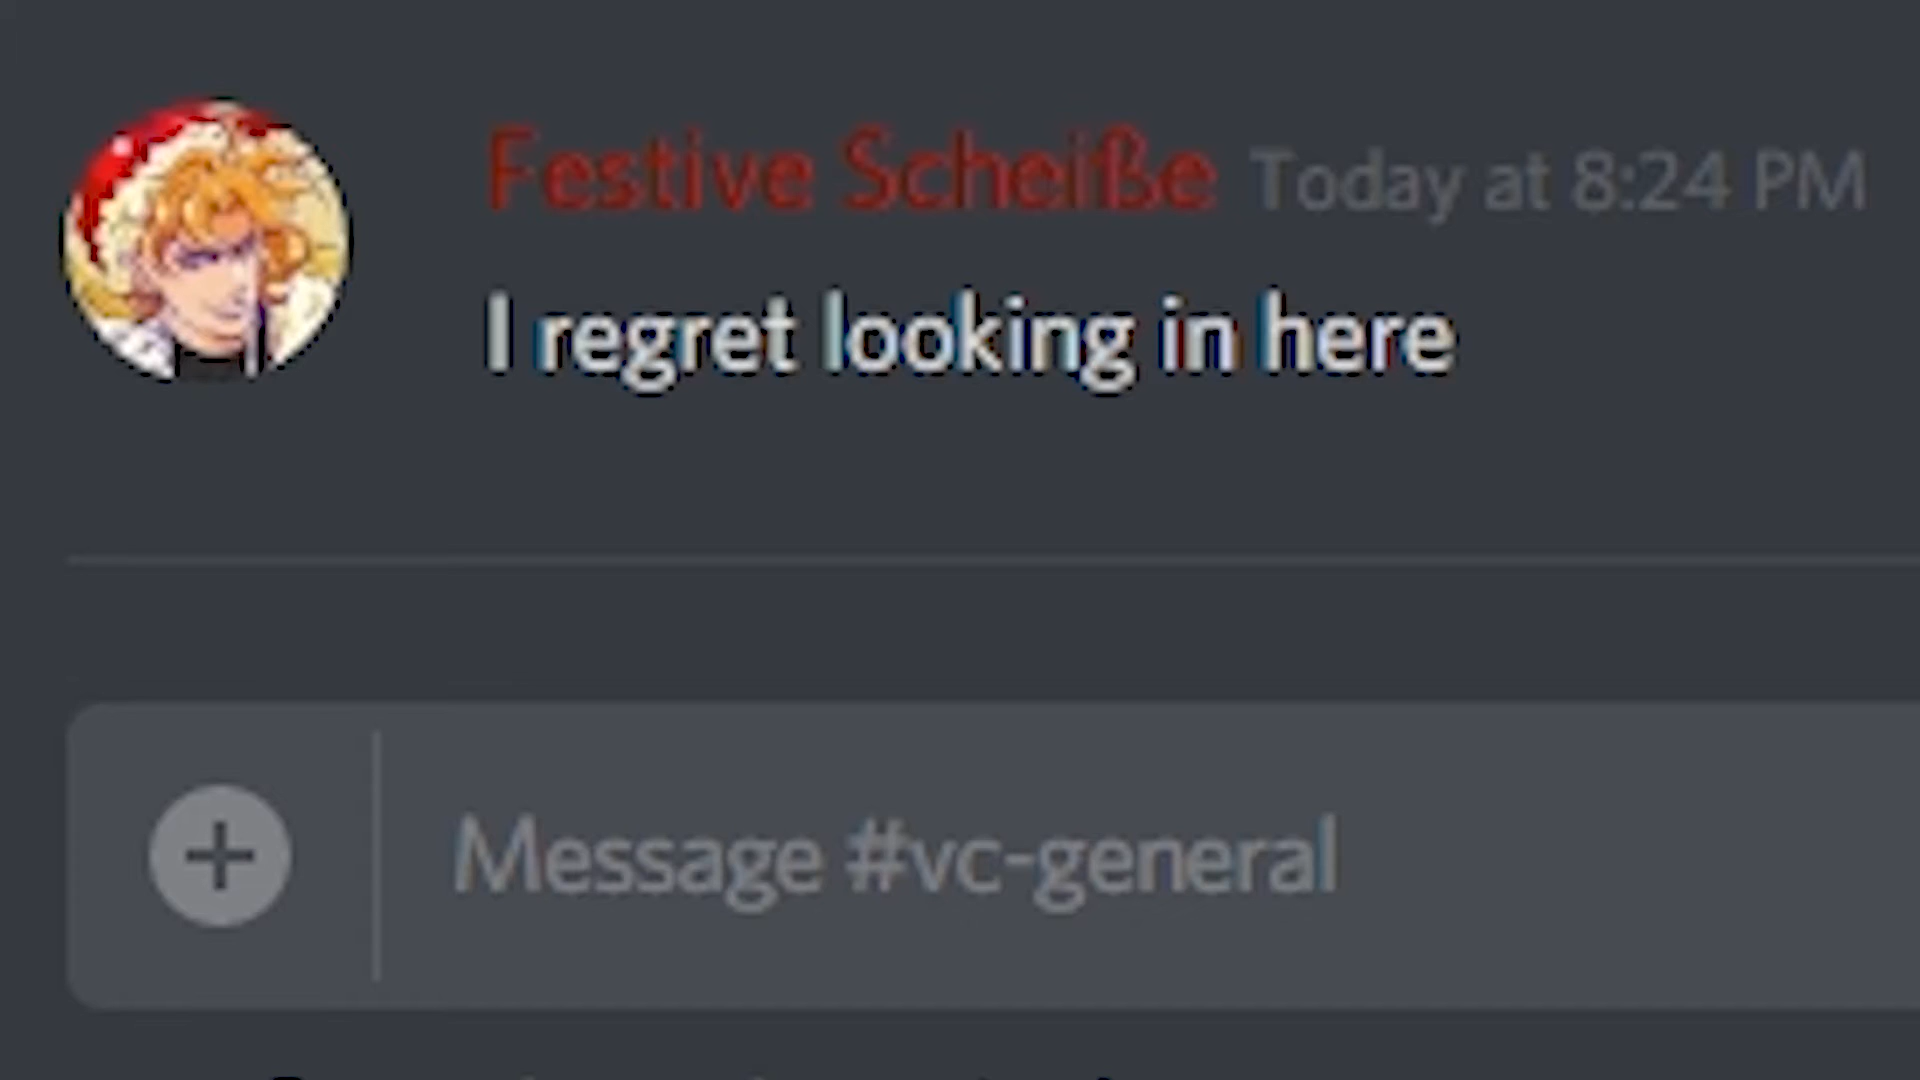 Festive Scheiße Today at 8:24 PM
I regret looking in here
Message #vc-general